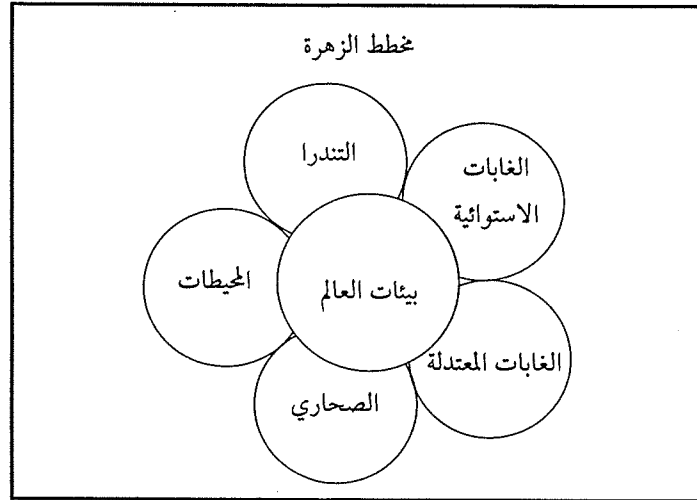 مخطط الزهرة
التندرا
الغابات
الاستوائية
المحيطات
بيئات العالم
الغابات المعتدلة
الصحاري